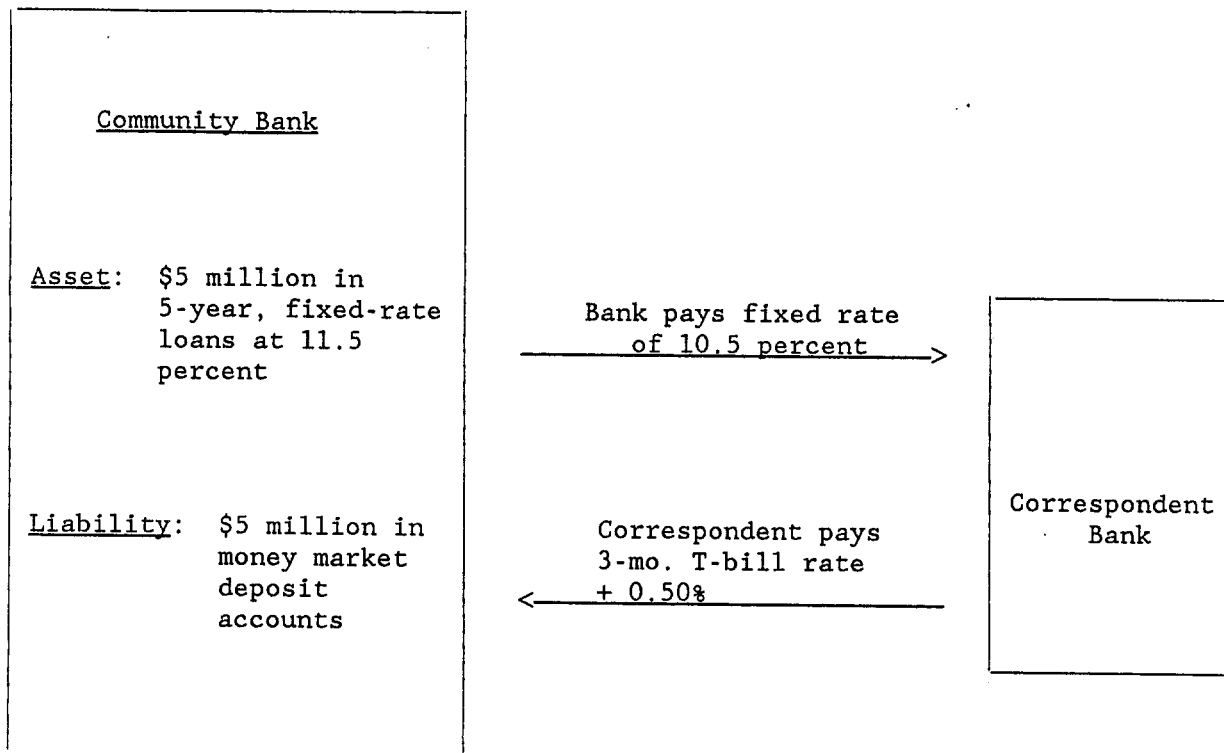 Community Bank
Asset: $5 million in
5-year, fixed-rate
loans at 11.5
percent
Bank pays fixed rate
of 10.5 percent
Liability: $5 million in
money market
deposit
accounts
Correspondent pays
3-mo. T-bill rate
+ 0.50%
Correspondent
Bank